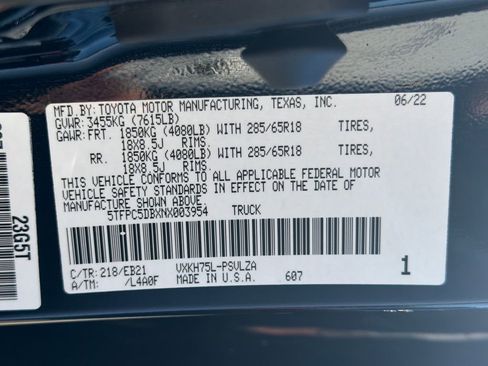 MFD. BY: TOYOTA MOTOR MANUFACTURING, TEXAS, INC. 06/22
GVWR: 3455KG (7615LB)
GAWR: FRT. 1850KG (4080LB) WITH 285/65R18 TIRES,
18X8.5J RIMS.
RR. 1850KG (4080LB) WITH 285/65R18 TIRES,
18X8.5J RIMS.
THIS VEHICLE CONFORMS TO ALL APPLICABLE FEDERAL MOTOR
VEHICLE SAFETY STANDARDS IN EFFECT ON THE DATE OF
MANUFACTURE SHOWN ABOVE.
5TFPC5DBXNX003954 TRUCK
C/TR: 218/EB21 VXKH75L-PSVLZA
A/TM: /L4A0F MADE IN U.S.A. 607 1
23G5T